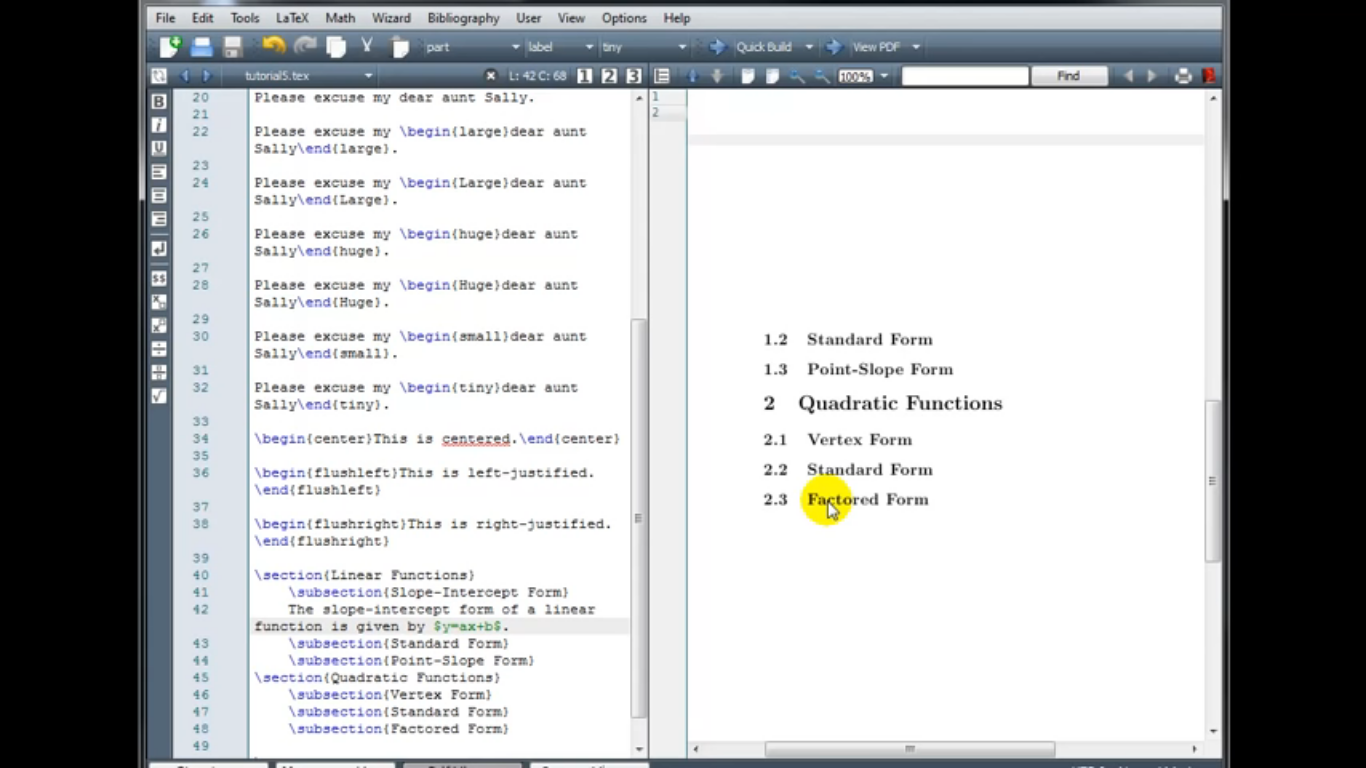 File Edit Tools LaTeX Math Wizard Bibliography User View Options Help
part label tiny Quick Build View PDF
tutorial5.tex L: 42 C: 68 1 2 3 100% Find
20 Please excuse my dear aunt Sally.
21
22 Please excuse my \begin{large}dear aunt
Sally\end{large}.
23
24 Please excuse my \begin{Large}dear aunt
Sally\end{Large}.
25
26 Please excuse my \begin{huge}dear aunt
Sally\end{huge}.
27
28 Please excuse my \begin{Huge}dear aunt
Sally\end{Huge}.
29
30 Please excuse my \begin{small}dear aunt
Sally\end{small}.
31
32 Please excuse my \begin{tiny}dear aunt
Sally\end{tiny}.
33
34 \begin{center}This is centered.\end{center}
35
36 \begin{flushleft}This is left-justified.
\end{flushleft}
37
38 \begin{flushright}This is right-justified.
\end{flushright}
39
40 \section{Linear Functions}
41 \subsection{Slope-Intercept Form}
42 The slope-intercept form of a linear
function is given by $y=ax+b$.
43 \subsection{Standard Form}
44 \subsection{Point-Slope Form}
45 \section{Quadratic Functions}
46 \subsection{Vertex Form}
47 \subsection{Standard Form}
48 \subsection{Factored Form}
49
1
2
1.2 Standard Form
1.3 Point-Slope Form
2 Quadratic Functions
2.1 Vertex Form
2.2 Standard Form
2.3 Factored Form